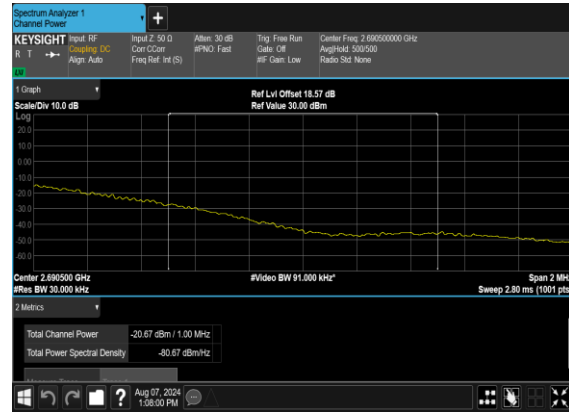 Spectrum Analyzer 1
Channel Power
+
KEYSIGHT Input: RF Input Z: 50 Ω Atten: 30 dB Trig: Free Run Center Freq: 2.690500000 GHz
R T Coupling: DC Corr CCorr #PNO: Fast Gate: Off Avg|Hold: 500/500
Align: Auto Freq Ref: Int (S) #IF Gain: Low Radio Std: None
1 Graph
Ref Lvl Offset 18.57 dB
Scale/Div 10.0 dB Ref Value 30.00 dBm
Log
20.0
10.0
0.00
-10.0
-20.0
-30.0
-40.0
-50.0
-60.0
Center 2.690500 GHz #Video BW 91.000 kHz* Span 2 MHz
#Res BW 30.000 kHz Sweep 2.80 ms (1001 pts
2 Metrics
Total Channel Power -20.67 dBm / 1.00 MHz
Total Power Spectral Density -80.67 dBm/Hz
?
Aug 07, 2024
1:08:00 PM